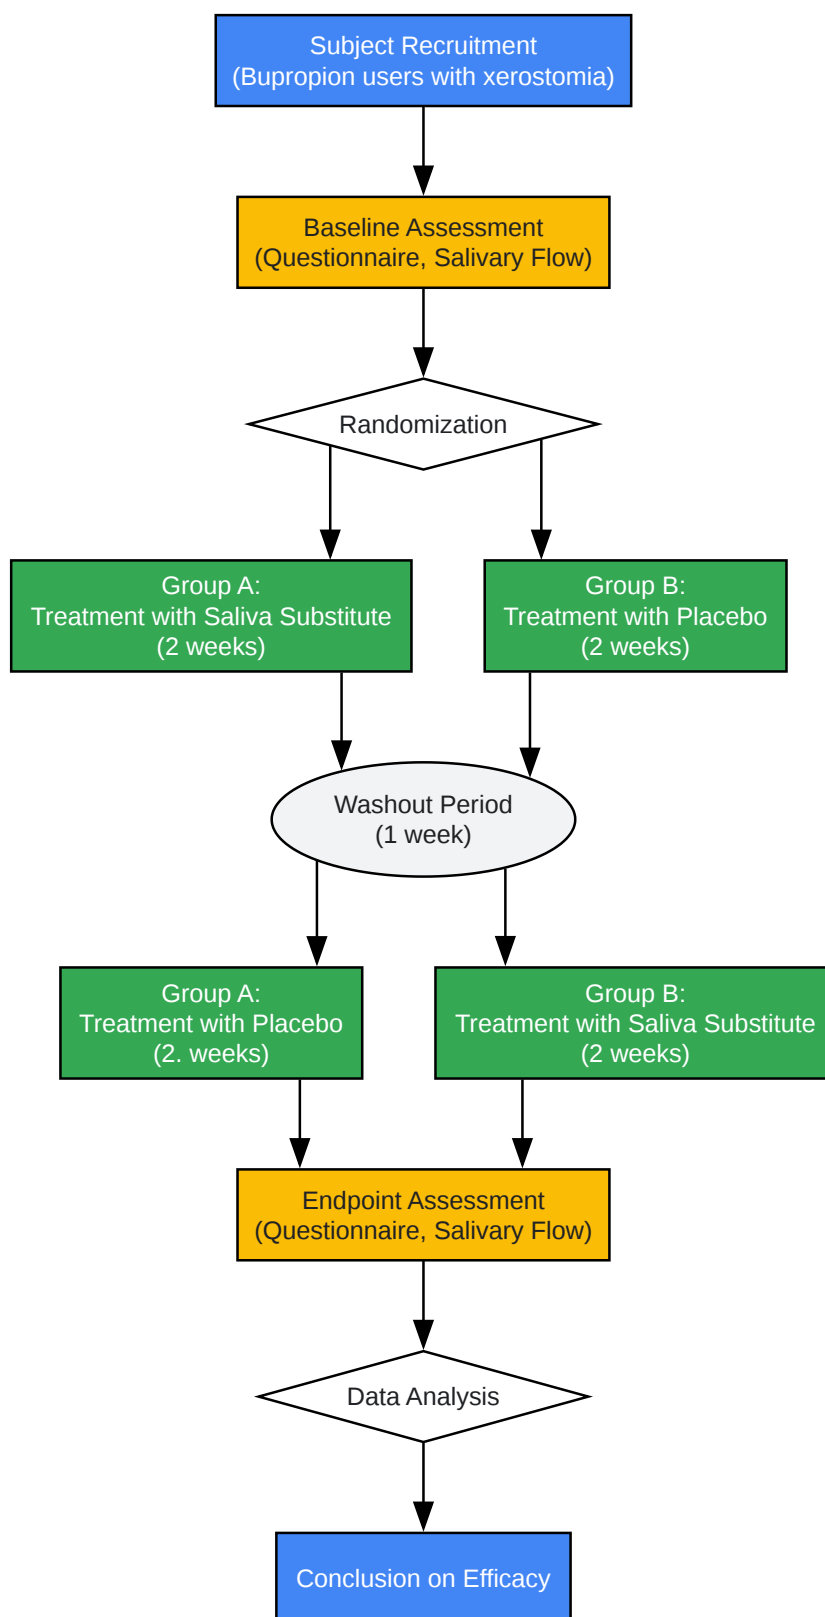 Subject Recruitment
(Bupropion users with xerostomia)
Baseline Assessment
(Questionnaire, Salivary Flow)
Randomization
Group A:
Treatment with Saliva Substitute
(2 weeks)
Group B:
Treatment with Placebo
(2 weeks)
Washout Period
(1 week)
Group A:
Treatment with Placebo
(2. weeks)
Group B:
Treatment with Saliva Substitute
(2 weeks)
Endpoint Assessment
(Questionnaire, Salivary Flow)
Data Analysis
Conclusion on Efficacy